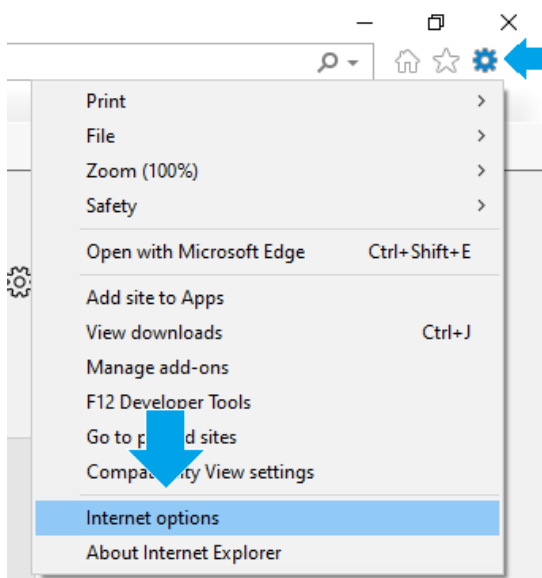 Print
File
Zoom (100%)
Safety
Open with Microsoft Edge Ctrl+Shift+E
Add site to Apps
View downloads Ctrl+J
Manage add-ons
F12 Developer Tools
Go to sites
View settings
Internet options
About Internet Explorer